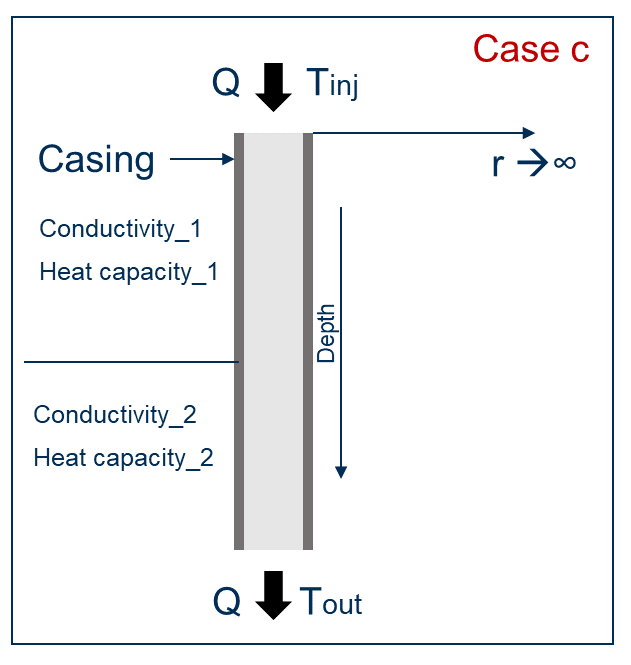 Case c
Q Tinj
Casing
r → ∞
Conductivity_1
Heat capacity_1
Depth
Conductivity_2
Heat capacity_2
Q Tout